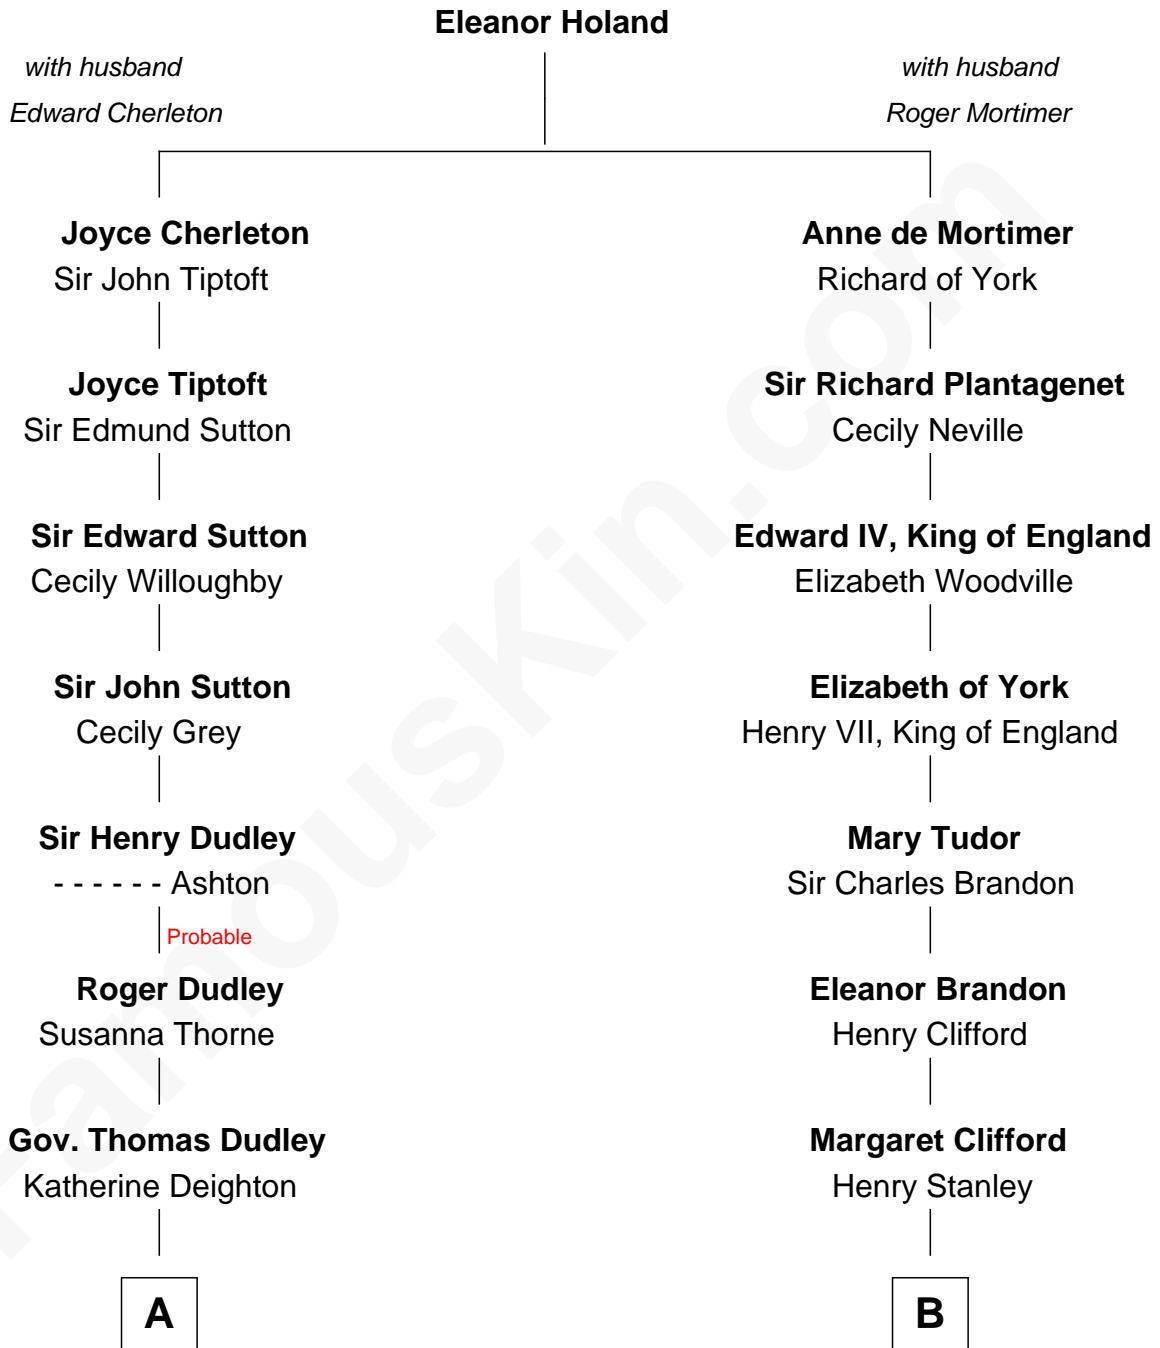 Eleanor Holand
with husband
Edward Cherleton
with husband
Roger Mortimer
Joyce Cherleton
Sir John Tiptoft
Anne de Mortimer
Richard of York
Joyce Tiptoft
Sir Edmund Sutton
Sir Richard Plantagenet
Cecily Neville
Sir Edward Sutton
Cecily Willoughby
Edward IV, King of England
Elizabeth Woodville
Sir John Sutton
Cecily Grey
Elizabeth of York
Henry VII, King of England
Sir Henry Dudley
- - - - - - Ashton
Mary Tudor
Sir Charles Brandon
Probable
Roger Dudley
Susanna Thorne
Eleanor Brandon
Henry Clifford
Gov. Thomas Dudley
Katherine Deighton
Margaret Clifford
Henry Stanley
A
B
FamousKin.com